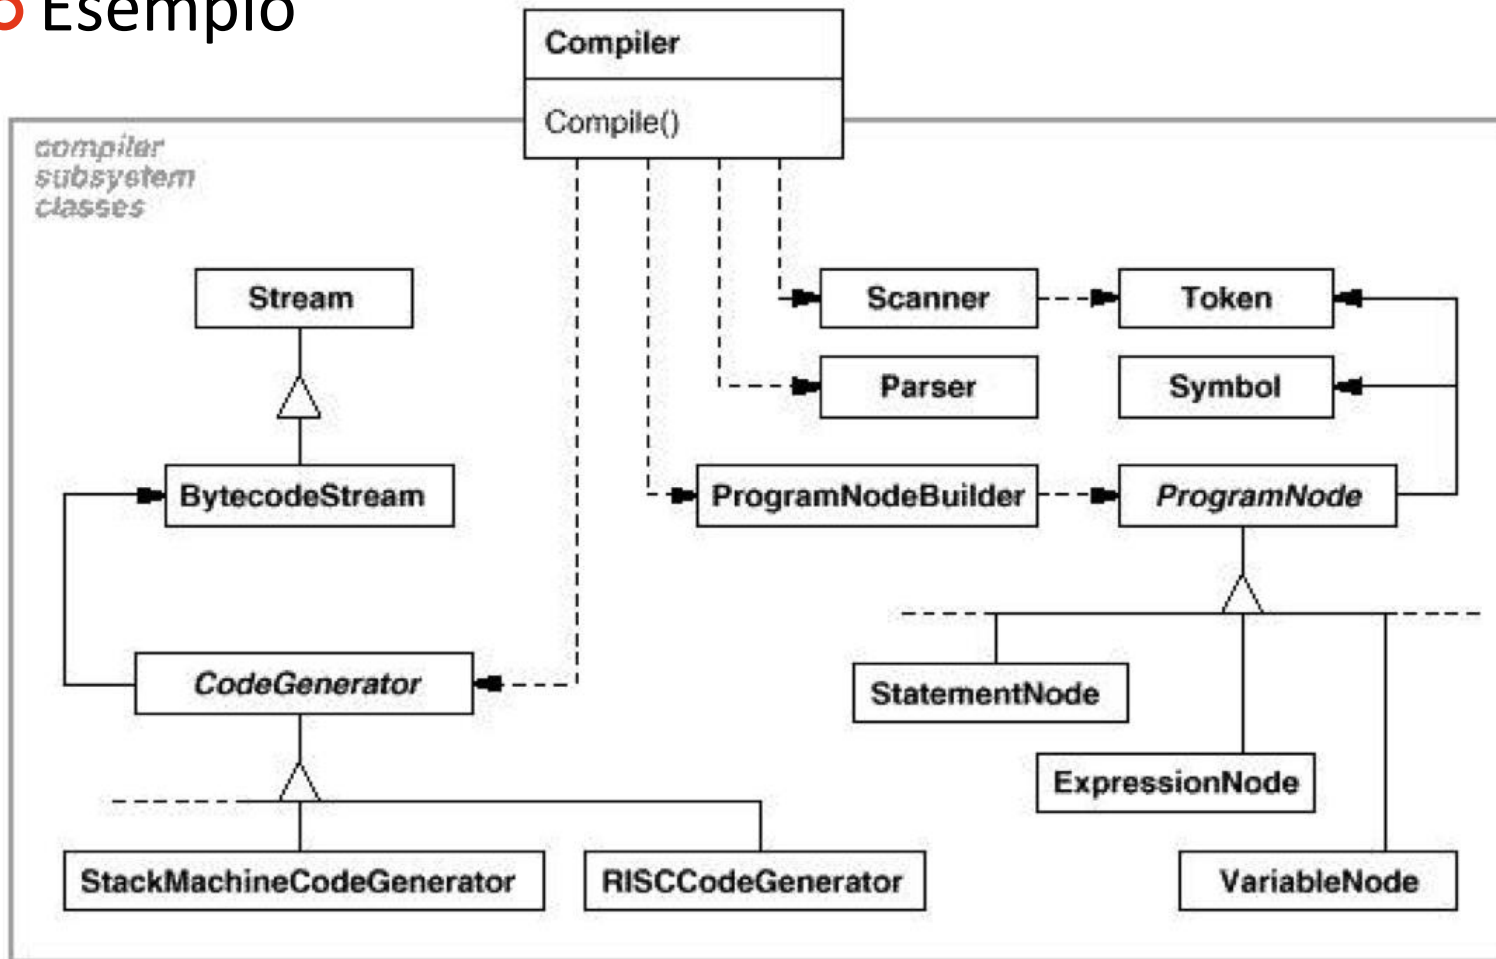 Esempio
Compiler
Compile()
compiler
subsystem
classes
Stream
Scanner
Token
Parser
Symbol
BytecodeStream
ProgramNodeBuilder
ProgramNode
CodeGenerator
StatementNode
ExpressionNode
StackMachineCodeGenerator
RISCCodeGenerator
VariableNode